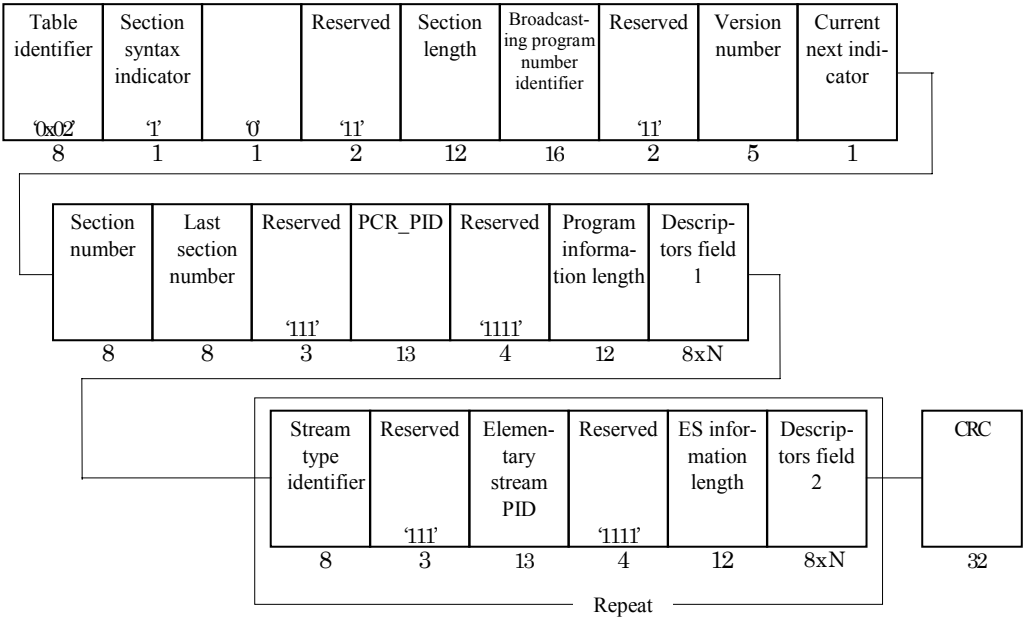 Table
identifier
‘0x02’
8
Section
syntax
indicator
‘1’
1
‘0’
1
Reserved
‘11’
2
Section
length
12
Broadcast-
ing program
number
identifier
16
Reserved
‘11’
2
Version
number
5
Current
next indi-
cator
1
Section
number
8
Last
section
number
8
Reserved
‘111’
3
PCR_PID
13
Reserved
‘1111’
4
Program
informa-
tion length
12
Descrip-
tors field
1
8xN
Stream
type
identifier
8
Reserved
‘111’
3
Elemen-
tary
stream
PID
13
Reserved
‘1111’
4
ES infor-
mation
length
12
Descrip-
tors field
2
8xN
CRC
32
Repeat